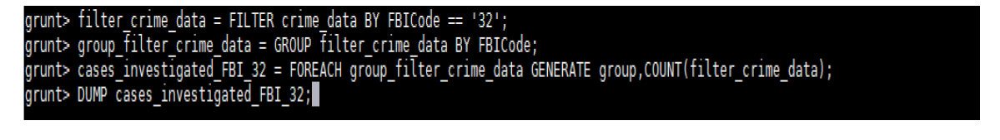 grunt> filter_crime_data = FILTER crime_data BY FBICode == '32';
grunt> group_filter_crime_data = GROUP filter_crime_data BY FBICode;
grunt> cases_investigated_FBI_32 = FOREACH group_filter_crime_data GENERATE group,COUNT(filter_crime_data);
grunt> DUMP cases_investigated_FBI_32;